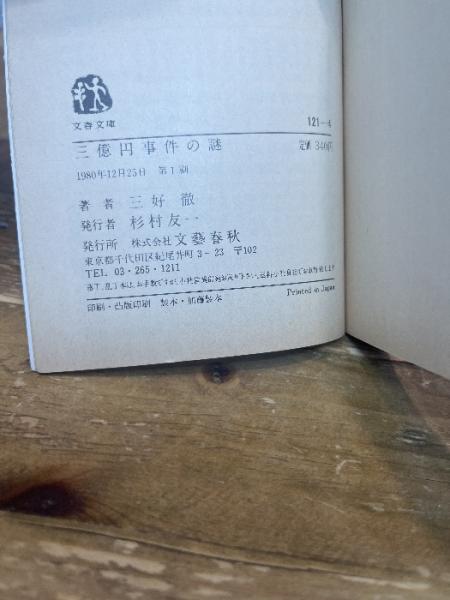 文春文庫
121—4
三億円事件の謎
定価 340円
1980年12月25日 第1刷
著者 三好徹
発行者 杉村友一
発行所 株式会社文藝春秋
東京都千代田区紀尾井町3—23 〒102
TEL 03・265・1211
印刷・凸版印刷 製本・加藤製本
Printed in Japan